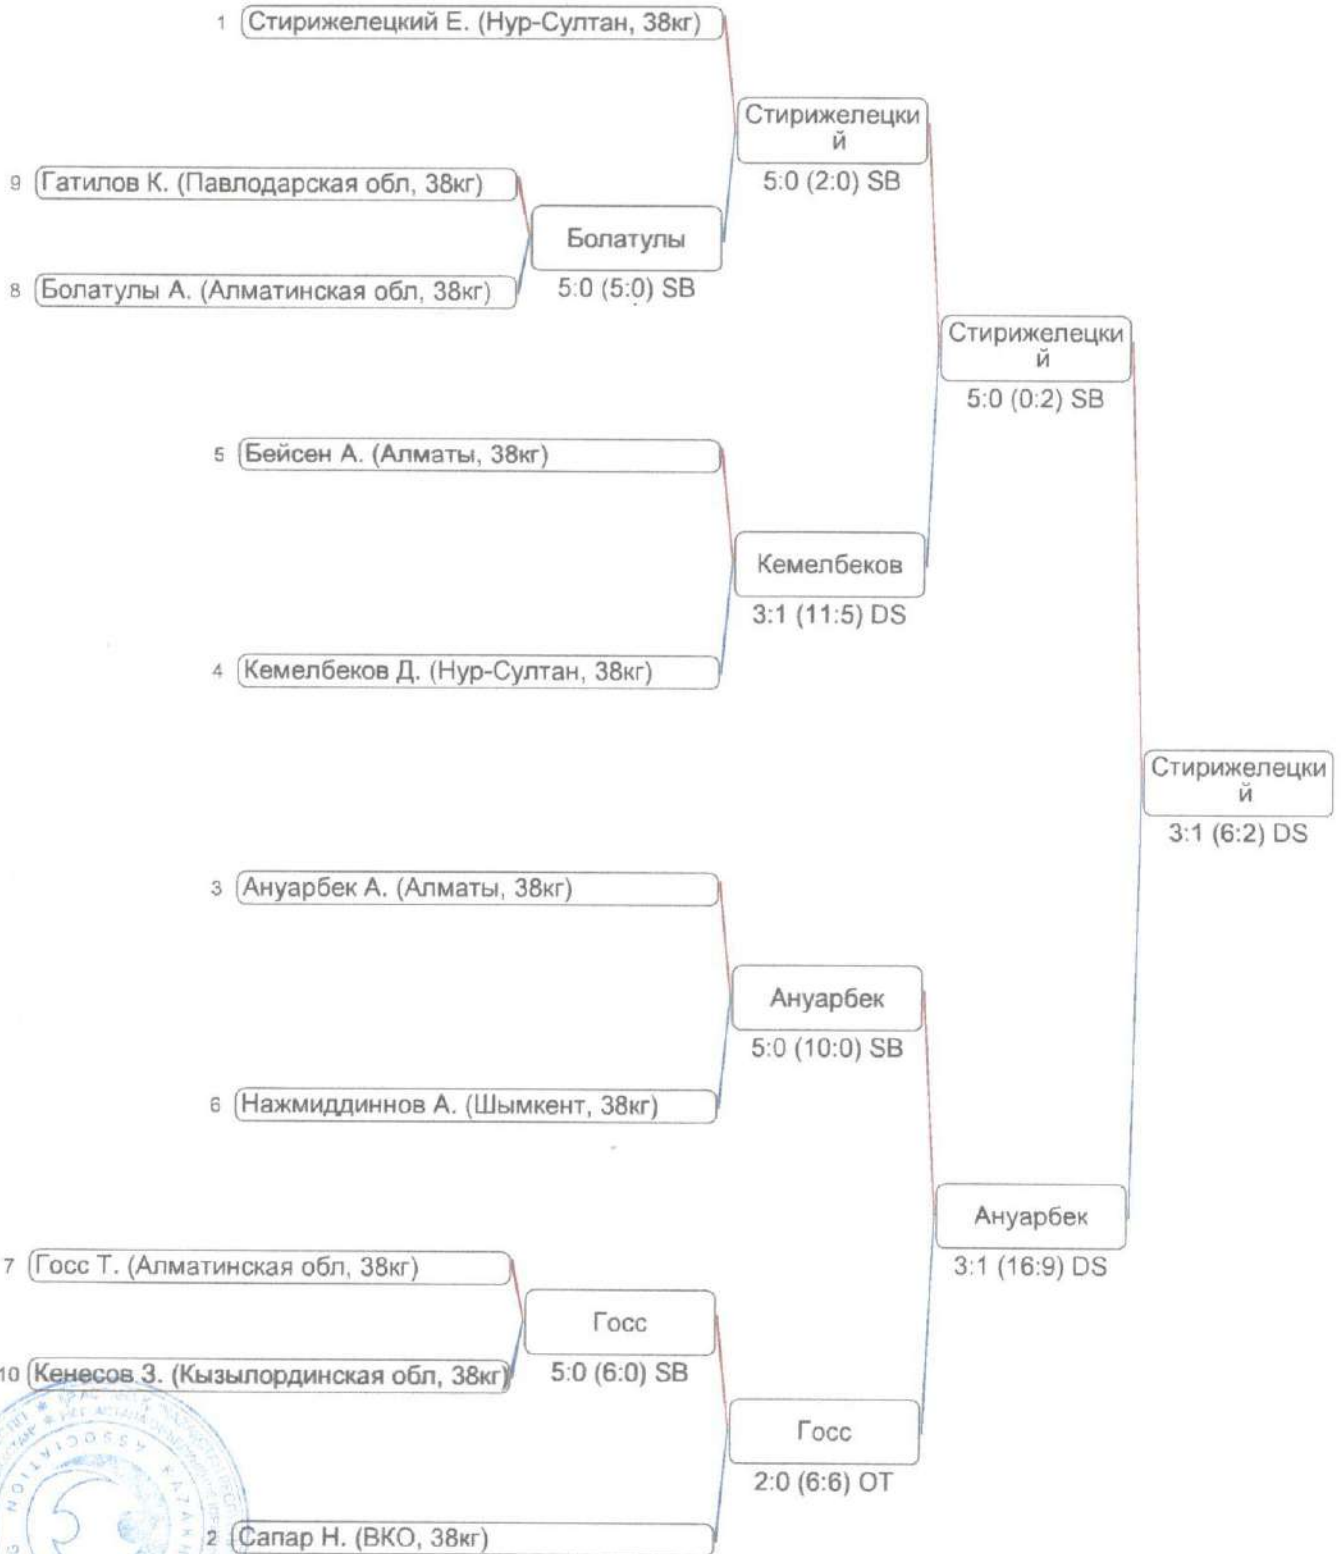 1 Стирижелецкий Е. (Нур-Султан, 38кг)
Стирижелецки
й
5:0 (2:0) SB
9 Гатилов К. (Павлодарская обл, 38кг)
Болатулы
5:0 (5:0) SB
8 Болатулы А. (Алматинская обл, 38кг)
Стирижелецки
й
5:0 (0:2) SB
5 Бейсен А. (Алматы, 38кг)
Кемелбеков
3:1 (11:5) DS
4 Кемелбеков Д. (Нур-Султан, 38кг)
Стирижелецки
й
3:1 (6:2) DS
3 Ануарбек А. (Алматы, 38кг)
Ануарбек
5:0 (10:0) SB
6 Нажмиддиннов А. (Шымкент, 38кг)
Ануарбек
3:1 (16:9) DS
7 Госс Т. (Алматинская обл, 38кг)
Госс
5:0 (6:0) SB
10 Кенесов З. (Кызылординская обл, 38кг)
Госс
2:0 (6:6) OT
2 Сапар Н. (ВКО, 38кг)
ASSOCIATION